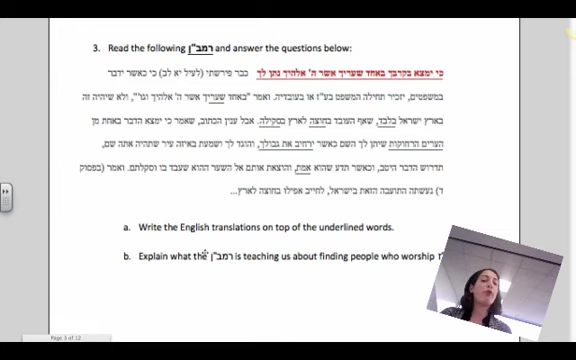 3. Read the following רמב"ן and answer the questions below:
כי ימצא בקרבך באחד שעריך אשר ה' אלהיך נתן לך כבר פירשתי (לעיל יא לב) כי כאשר ידבר
במשפטים, יזכיר תחילה המשפט בע"ז או בעובדיה. ואמר "באחד שעריך אשר ה' אלהיך וגו'", ולא שיהיה זה
בארץ ישראל בלבד, שאף העובד בחוצה לארץ בסקילה. אבל ענין הכתוב, שאמר כי ימצא הדבר באחת מן
הערים הרחוקות שיתן לך השם כאשר ירחיב את גבולך, והוגד לך ושמעת באיזה עיר שתהיה אתה שם,
תדרוש הדבר היטב, וכאשר תדע שהוא אמת, והוצאת אותם אל השער ההוא שעבד בו וסקלתם. ואמר (בפסוק
ד) נעשתה התועבה הזאת בישראל, לחייב אפילו בחוצה לארץ...
a. Write the English translations on top of the underlined words.
b. Explain what the רמב"ן is teaching us about finding people who worship
Page 3 of 12